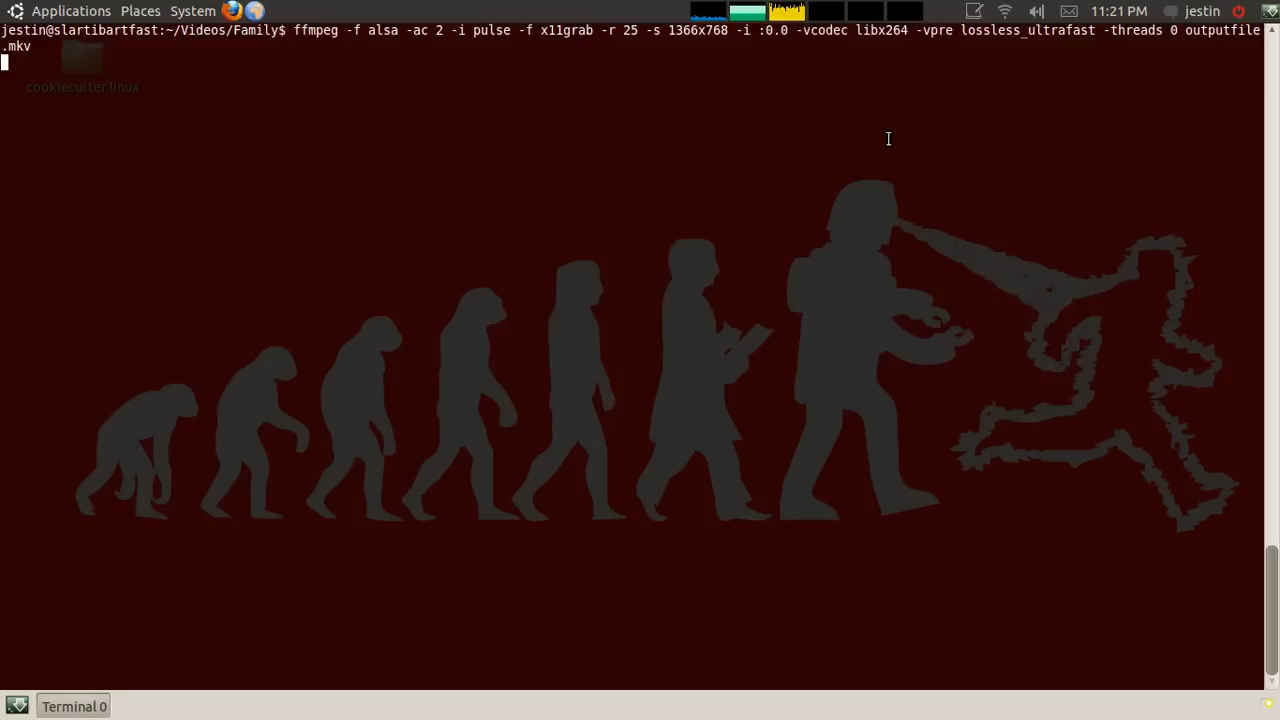 Applications Places System 11:21 PM jestin
jestin@slartibartfast:~/Videos/Family$ ffmpeg -f alsa -ac 2 -i pulse -f x11grab -r 25 -s 1366x768 -i :0.0 -vcodec libx264 -vpre lossless_ultrafast -threads 0 outputfile
.mkv
cookiecutter.linux
Terminal 0